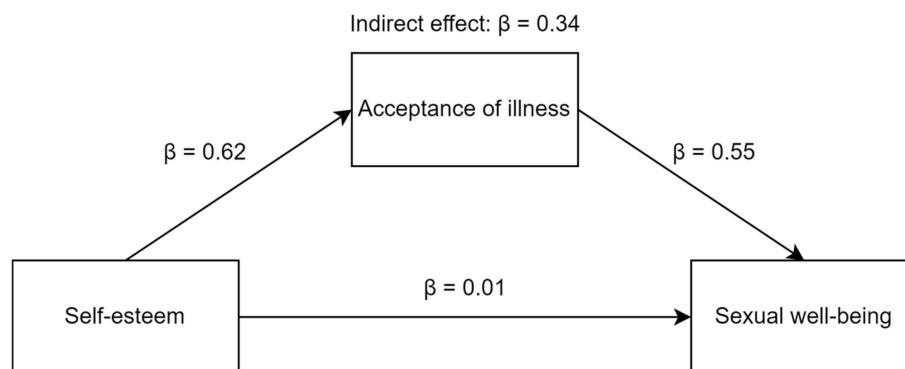 Indirect effect: β = 0.34
Acceptance of illness
β = 0.62
β = 0.55
β = 0.01
Self-esteem
Sexual well-being